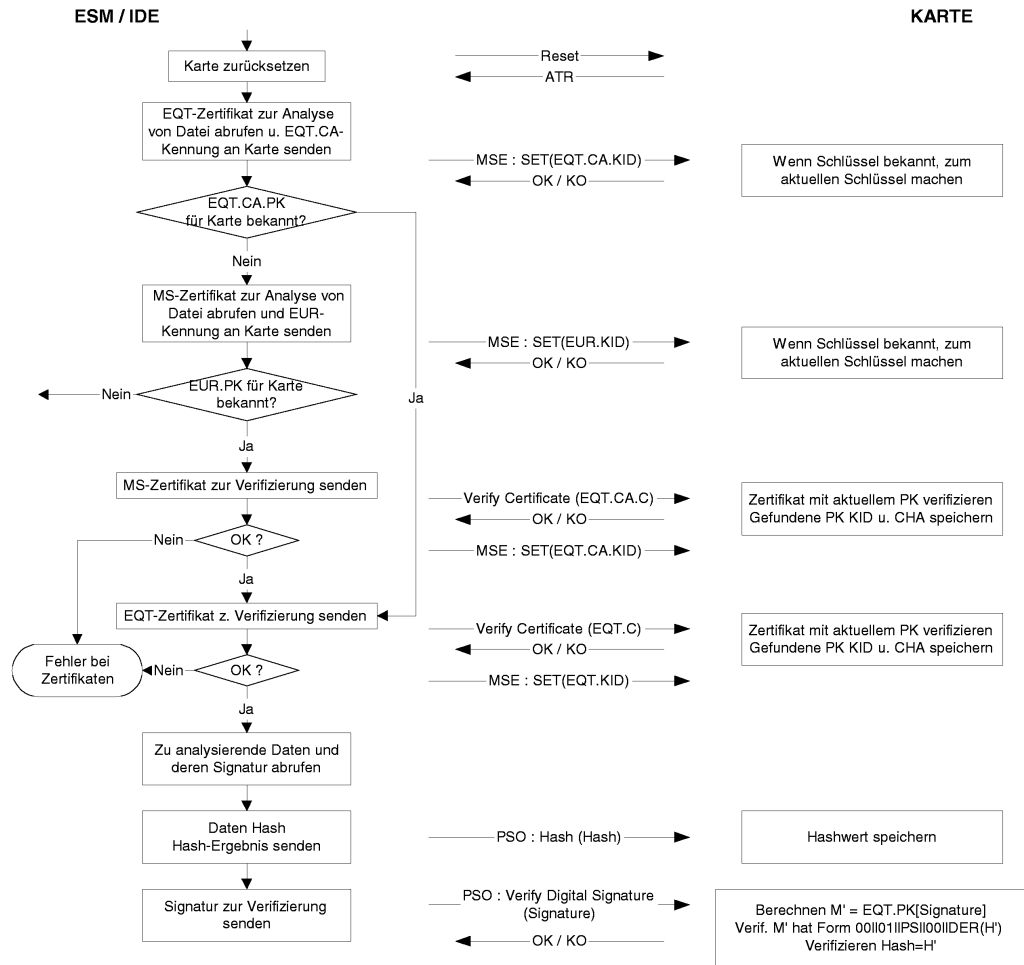 ESM / IDE
KARTE
Karte zurücksetzen
Reset
ATR
EQT-Zertifikat zur Analyse
von Datei abrufen u. EQT.CA-
Kennung an Karte senden
MSE : SET(EQT.CA.KID)
OK / KO
Wenn Schlüssel bekannt, zum
aktuellen Schlüssel machen
EQT.CA.PK
für Karte bekannt?
Nein
MS-Zertifikat zur Analyse von
Datei abrufen und EUR-
Kennung an Karte senden
MSE : SET(EUR.KID)
OK / KO
Wenn Schlüssel bekannt, zum
aktuellen Schlüssel machen
EUR.PK für Karte
bekannt?
Nein
Ja
Ja
MS-Zertifikat zur Verifizierung senden
Verify Certificate (EQT.CA.C)
OK / KO
Zertifikat mit aktuellem PK verifizieren
Gefundene PK KID u. CHA speichern
OK ?
Nein
MSE : SET(EQT.CA.KID)
Ja
EQT-Zertifikat z. Verifizierung senden
Verify Certificate (EQT.C)
OK / KO
Zertifikat mit aktuellem PK verifizieren
Gefundene PK KID u. CHA speichern
Fehler bei
Zertifikaten
Nein
OK ?
MSE : SET(EQT.KID)
Ja
Zu analysierende Daten und
deren Signatur abrufen
Daten Hash
Hash-Ergebnis senden
PSO : Hash (Hash)
Hashwert speichern
Signatur zur Verifizierung
senden
PSO : Verify Digital Signature
(Signature)
OK / KO
Berechnen M' = EQT.PK[Signature]
Verif. M' hat Form 00||01||PS||00||DER(H')
Verifizieren Hash=H'